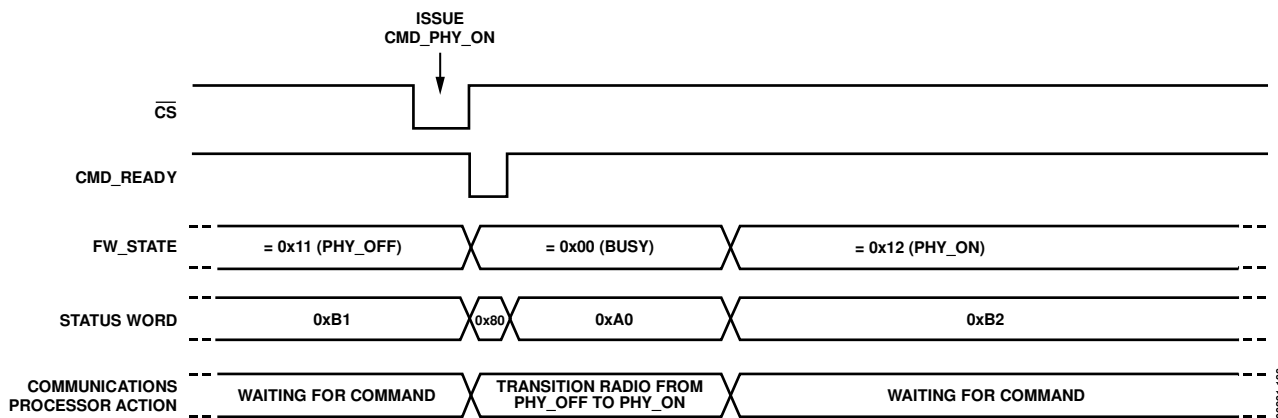 ISSUE
CMD_PHY_ON
CS
CMD_READY
FW_STATE
= 0x11 (PHY_OFF)
= 0x00 (BUSY)
= 0x12 (PHY_ON)
STATUS WORD
0xB1
0x80
0xA0
0xB2
COMMUNICATIONS
PROCESSOR ACTION
WAITING FOR COMMAND
TRANSITION RADIO FROM
PHY_OFF TO PHY_ON
WAITING FOR COMMAND